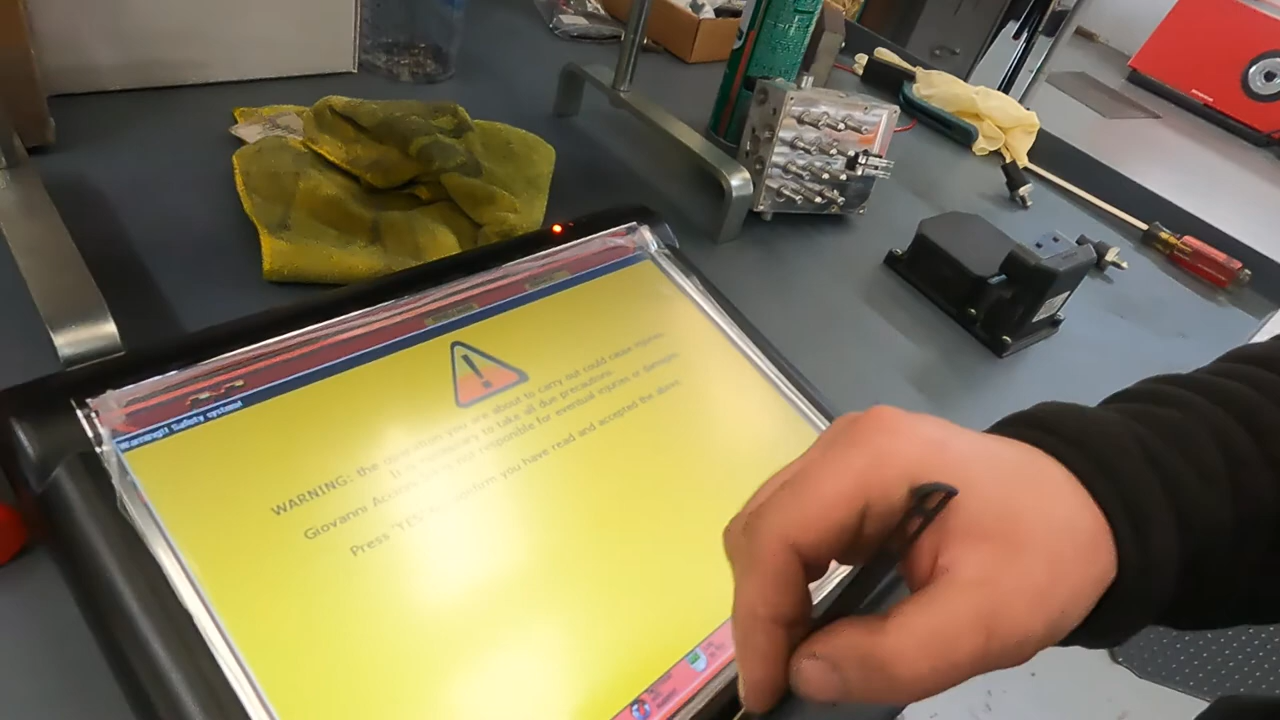 Warning!! Safety system!
WARNING: the operation you are about to carry out could cause injuries.
It is necessary to take all due precautions.
Giovanni is not responsible for eventual injuries or damages
Press 'YES' confirm you have read and accepted the above.